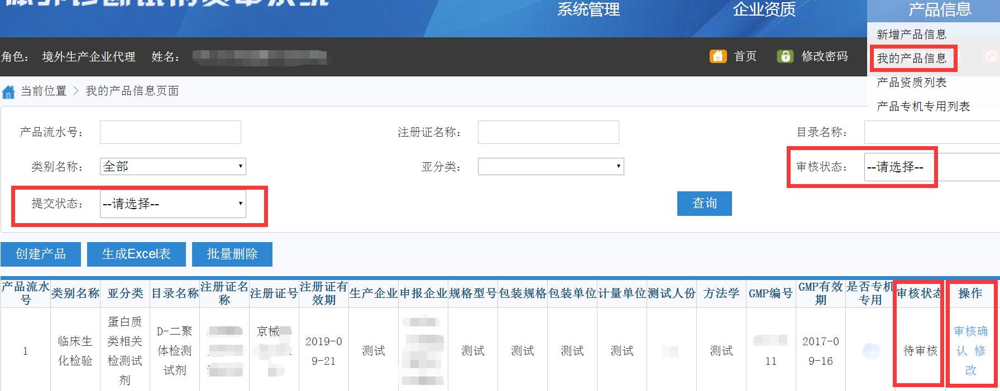 系统管理 企业资质 产品信息
新增产品信息
角色： 境外生产企业代理 姓名： 首页 修改密码 我的产品信息
产品资质列表
产品专机专用列表
当前位置 > 我的产品信息页面
产品流水号： 注册证名称： 目录名称：
类别名称： 全部 亚分类： 审核状态： --请选择--
提交状态： --请选择-- 查询
创建产品 生成Excel表 批量删除
产品流水号 类别名称 亚分类 目录名称 注册证名称 注册证号 注册证有效期 生产企业 申报企业 规格型号 包装规格 包装单位 计量单位 测试人份 方法学 GMP编号 GMP有效期 是否专机专用 审核状态 操作
1 临床生化检验 蛋白质类相关检测试剂 D-二聚体检测试剂 京械 2019-09-21 测试 测试 测试 测试 测试 测试 11 2017-09-16 待审核 审核确认 修改